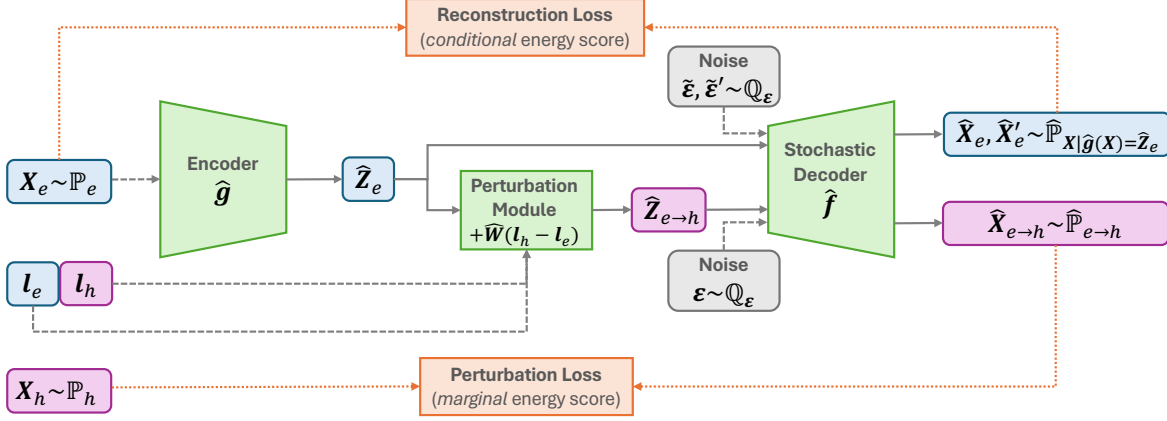 Reconstruction Loss
(conditional energy score)
Noise
ε̃, ε̃′~ℚ_ε
X_e~ℙ_e
Encoder
ĝ
Ẑ_e
Perturbation
Module
+Ŵ(l_h − l_e)
Ẑ_{e→h}
Stochastic
Decoder
f̂
X̂_e, X̂′_e~ℙ̂_{X|ĝ(X)=Ẑ_e}
X̂_{e→h}~ℙ̂_{e→h}
Noise
ε~ℚ_ε
l_e
l_h
X_h~ℙ_h
Perturbation Loss
(marginal energy score)